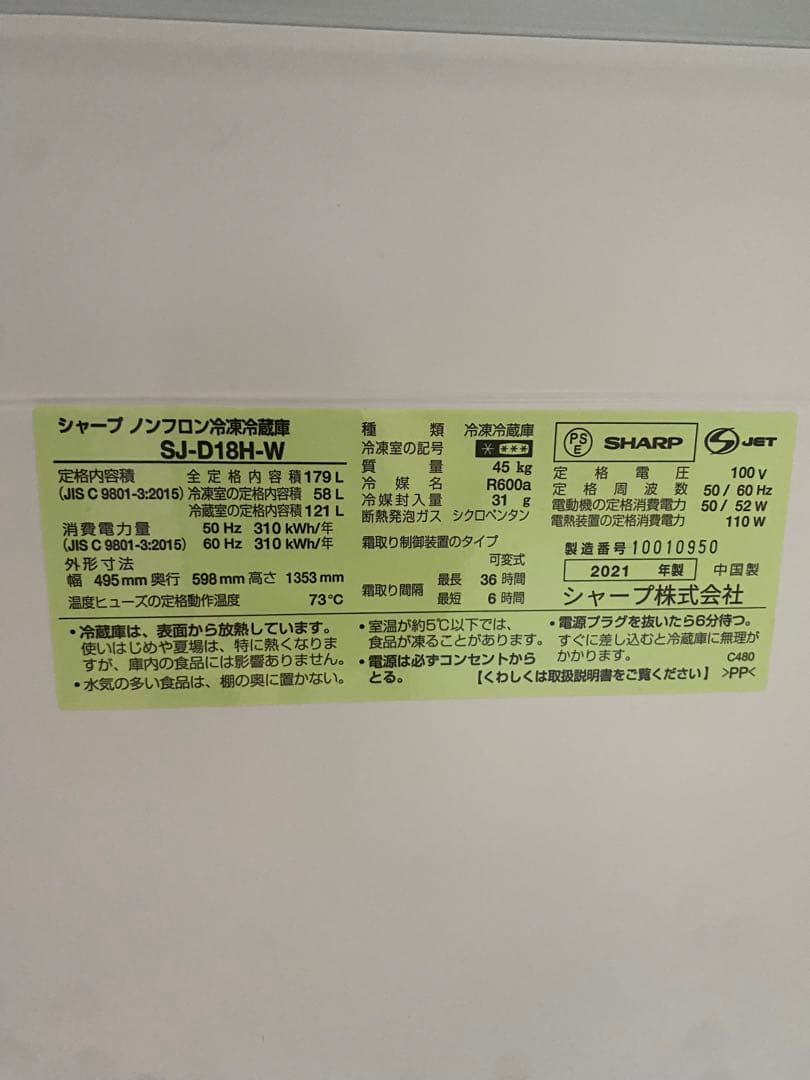 シャープ ノンフロン冷凍冷蔵庫
SJ-D18H-W
定格内容積 全定格内容積 179 L
(JIS C 9801-3:2015) 冷凍室の定格内容積 58 L
冷蔵室の定格内容積 121 L
消費電力量 50 Hz 310 kWh/年
(JIS C 9801-3:2015) 60 Hz 310 kWh/年
外形寸法
幅 495 mm 奥行 598 mm 高さ 1353 mm
温度ヒューズの定格動作温度 73℃
種類 冷凍冷蔵庫
冷凍室の記号 * ***
質量 45 kg
冷媒名 R600a
冷媒封入量 31 g
断熱発泡ガス シクロペンタン
霜取り制御装置のタイプ
可変式
霜取り間隔 最長 36 時間
最短 6 時間
PS E SHARP S JET
定格電圧 100 V
定格周波数 50 / 60 Hz
電動機の定格消費電力 50 / 52 W
電熱装置の定格消費電力 110 W
製造番号 10010950
2021 年製 中国製
シャープ株式会社
・冷蔵庫は、表面から放熱しています。
使いはじめや夏場は、特に熱くなりま
すが、庫内の食品には影響ありません。
・水気の多い食品は、棚の奥に置かない。
・室温が約5℃以下では、
食品が凍ることがあります。
・電源は必ずコンセントから
とる。
・電源プラグを抜いたら6分待つ。
すぐに差し込むと冷蔵庫に無理が
かかります。 C480
【くわしくは取扱説明書をご覧ください】 >PP<